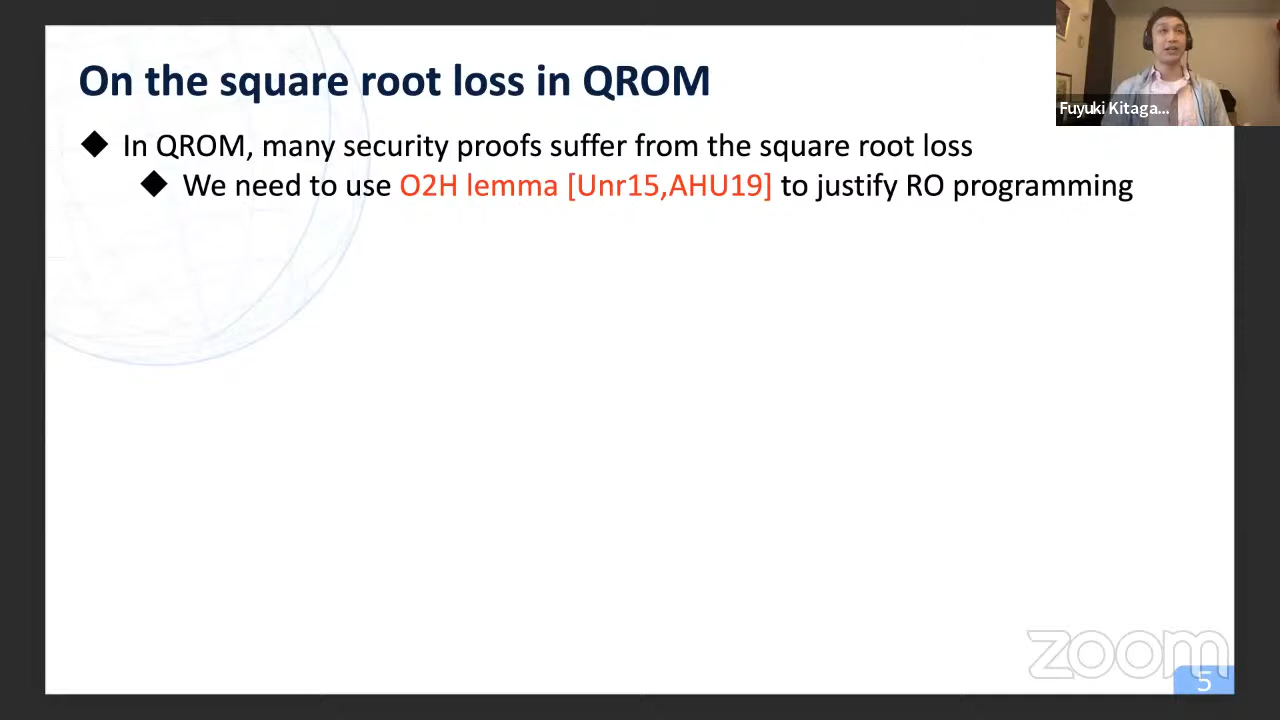 On the square root loss in QROM
In QROM, many security proofs suffer from the square root loss
We need to use O2H lemma [Unr15,AHU19] to justify RO programming
Fuyuki Kitaga...
zoom
5